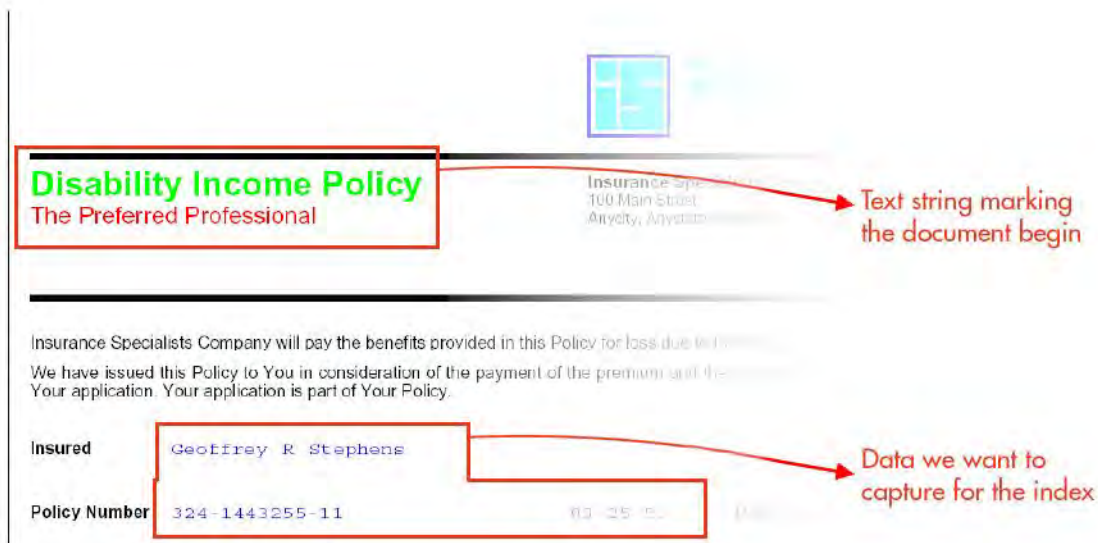 Disability Income Policy
The Preferred Professional
Insurance
100 Main Street
Anycity, Anystate
Text string marking
the document begin
Insurance Specialists Company will pay the benefits provided in this Policy for loss due to
We have issued this Policy to You in consideration of the payment of the premium and the
Your application. Your application is part of Your Policy.
Insured Geoffrey R Stephens
Data we want to
capture for the index
Policy Number 324-1443255-11